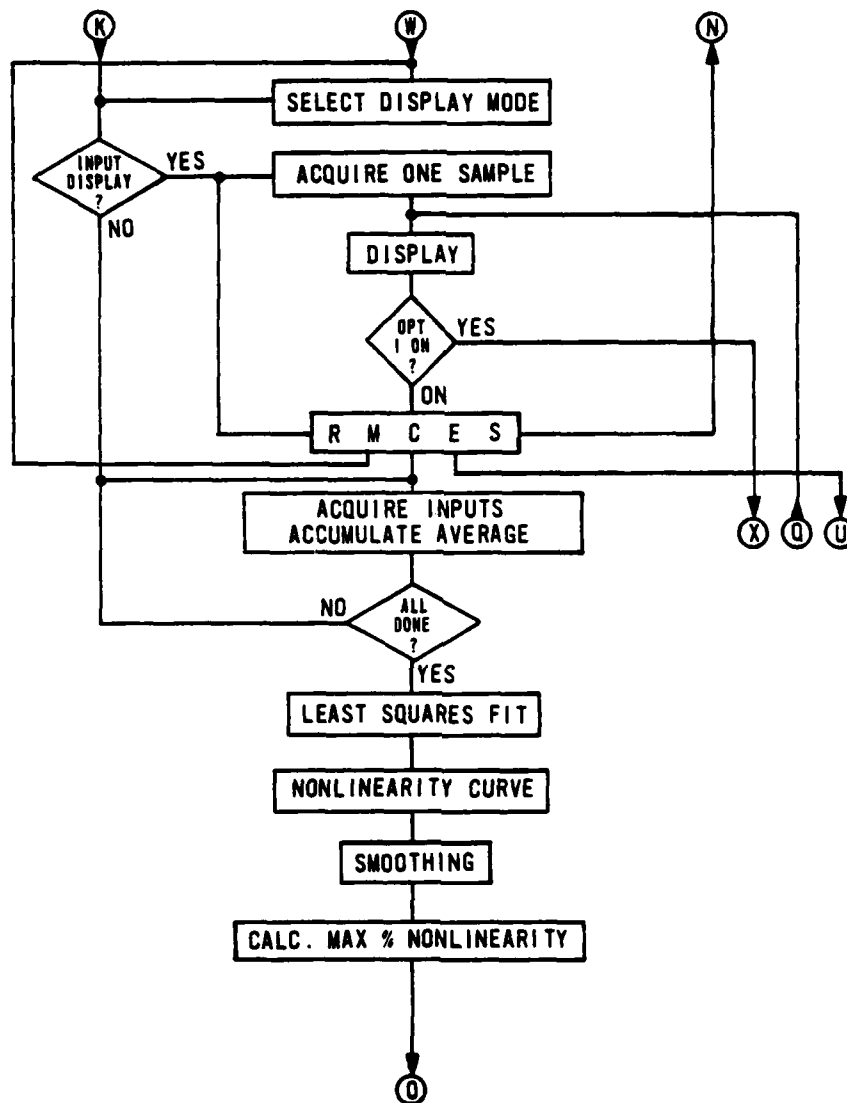 K
W
N
SELECT DISPLAY MODE
INPUT
DISPLAY
?
YES
NO
ACQUIRE ONE SAMPLE
DISPLAY
OPT
1 ON
?
YES
ON
R M C E S
ACQUIRE INPUTS
ACCUMULATE AVERAGE
X
Q
U
NO
ALL
DONE
?
YES
LEAST SQUARES FIT
NONLINEARITY CURVE
SMOOTHING
CALC. MAX % NONLINEARITY
O